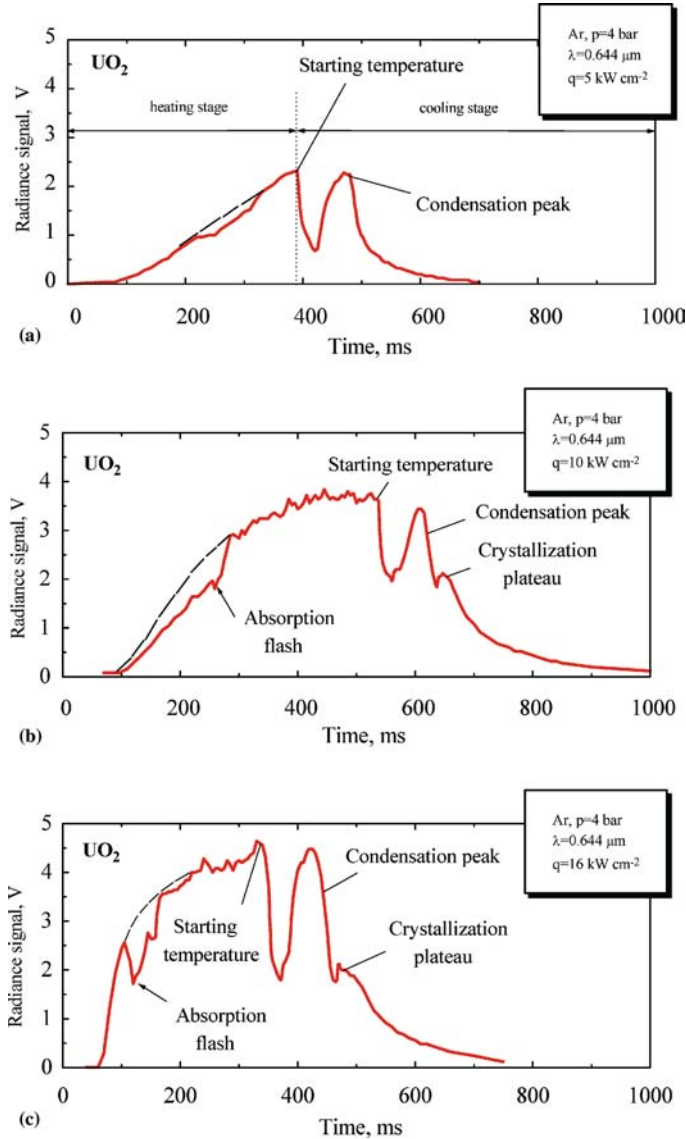 Ar, p=4 bar
λ=0.644 μm
q=5 kW cm-2
UO2
Starting temperature
heating stage
cooling stage
Condensation peak
Radiance signal, V
5
4
3
2
1
0
0 200 400 600 800 1000
Time, ms
(a)
Ar, p=4 bar
λ=0.644 μm
q=10 kW cm-2
UO2
Starting temperature
Condensation peak
Crystallization
plateau
Absorption
flash
Radiance signal, V
5
4
3
2
1
0
0 200 400 600 800 1000
Time, ms
(b)
Ar, p=4 bar
λ=0.644 μm
q=16 kW cm-2
UO2
Condensation peak
Starting
temperature
Crystallization
plateau
Absorption
flash
Radiance signal, V
5
4
3
2
1
0
0 200 400 600 800 1000
Time, ms
(c)